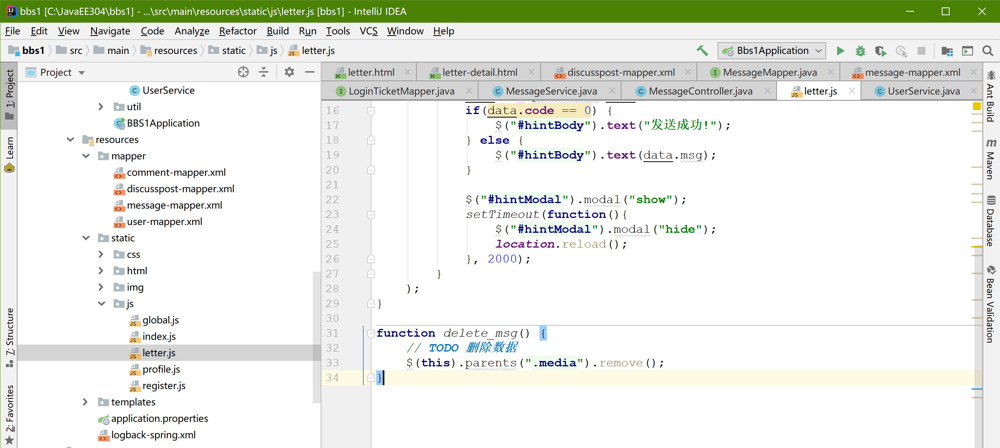 bbs1 [C:\JavaEE304\bbs1] - ...\src\main\resources\static\js\letter.js [bbs1] - IntelliJ IDEA
File Edit View Navigate Code Analyze Refactor Build Run Tools VCS Window Help
bbs1 src main resources static js letter.js Bbs1Application
1: Project
Learn
7: Structure
2: Favorites
Project
UserService
util
BBS1Application
resources
mapper
comment-mapper.xml
discusspost-mapper.xml
message-mapper.xml
user-mapper.xml
static
css
html
img
js
global.js
index.js
letter.js
profile.js
register.js
templates
application.properties
logback-spring.xml
letter.html letter-detail.html discusspost-mapper.xml MessageMapper.java message-mapper.xml
LoginTicketMapper.java MessageService.java MessageController.java letter.js UserService.java
16 if(data.code == 0) {
17 $("#hintBody").text("发送成功!");
18 } else {
19 $("#hintBody").text(data.msg);
20 }
21
22 $("#hintModal").modal("show");
23 setTimeout(function(){
24 $("#hintModal").modal("hide");
25 location.reload();
26 }, 2000);
27 }
28 );
29 }
30
31 function delete_msg() {
32 // TODO 删除数据
33 $(this).parents(".media").remove();
34 }
Ant Build
Maven
Database
Bean Validation